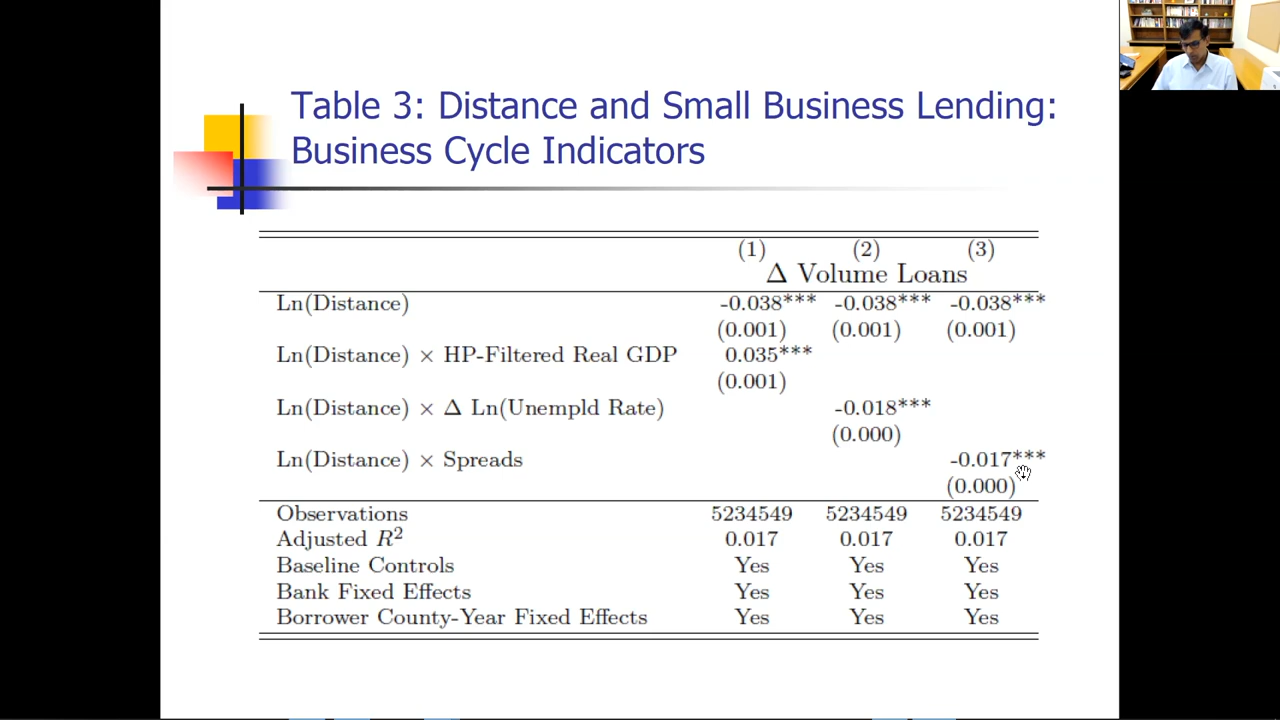 Table 3: Distance and Small Business Lending:
Business Cycle Indicators
(1) (2) (3)
Δ Volume Loans
Ln(Distance) -0.038*** -0.038*** -0.038***
(0.001) (0.001) (0.001)
Ln(Distance) × HP-Filtered Real GDP 0.035***
(0.001)
Ln(Distance) × Δ Ln(Unempld Rate) -0.018***
(0.000)
Ln(Distance) × Spreads -0.017***
(0.000)
Observations 5234549 5234549 5234549
Adjusted R² 0.017 0.017 0.017
Baseline Controls Yes Yes Yes
Bank Fixed Effects Yes Yes Yes
Borrower County-Year Fixed Effects Yes Yes Yes